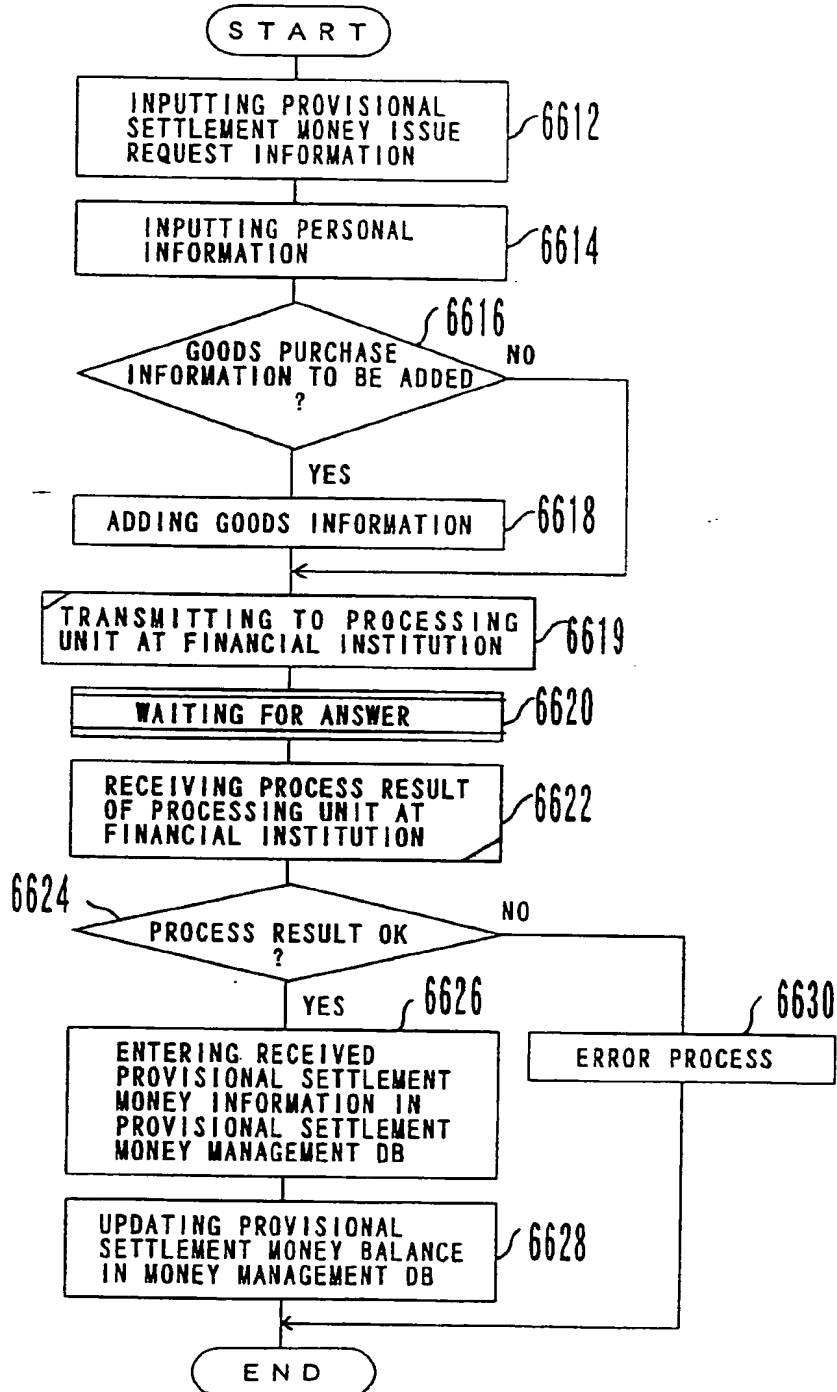 START
INPUTTING PROVISIONAL
SETTLEMENT MONEY ISSUE
REQUEST INFORMATION
6612
INPUTTING PERSONAL
INFORMATION
6614
6616
GOODS PURCHASE
INFORMATION TO BE ADDED
?
NO
YES
ADDING GOODS INFORMATION
6618
TRANSMITTING TO PROCESSING
UNIT AT FINANCIAL INSTITUTION
6619
WAITING FOR ANSWER
6620
RECEIVING PROCESS RESULT
OF PROCESSING UNIT AT
FINANCIAL INSTITUTION
6622
6624
PROCESS RESULT OK
?
NO
YES
6626
6630
ENTERING RECEIVED
PROVISIONAL SETTLEMENT
MONEY INFORMATION IN
PROVISIONAL SETTLEMENT
MONEY MANAGEMENT DB
ERROR PROCESS
UPDATING PROVISIONAL
SETTLEMENT MONEY BALANCE
IN MONEY MANAGEMENT DB
6628
END